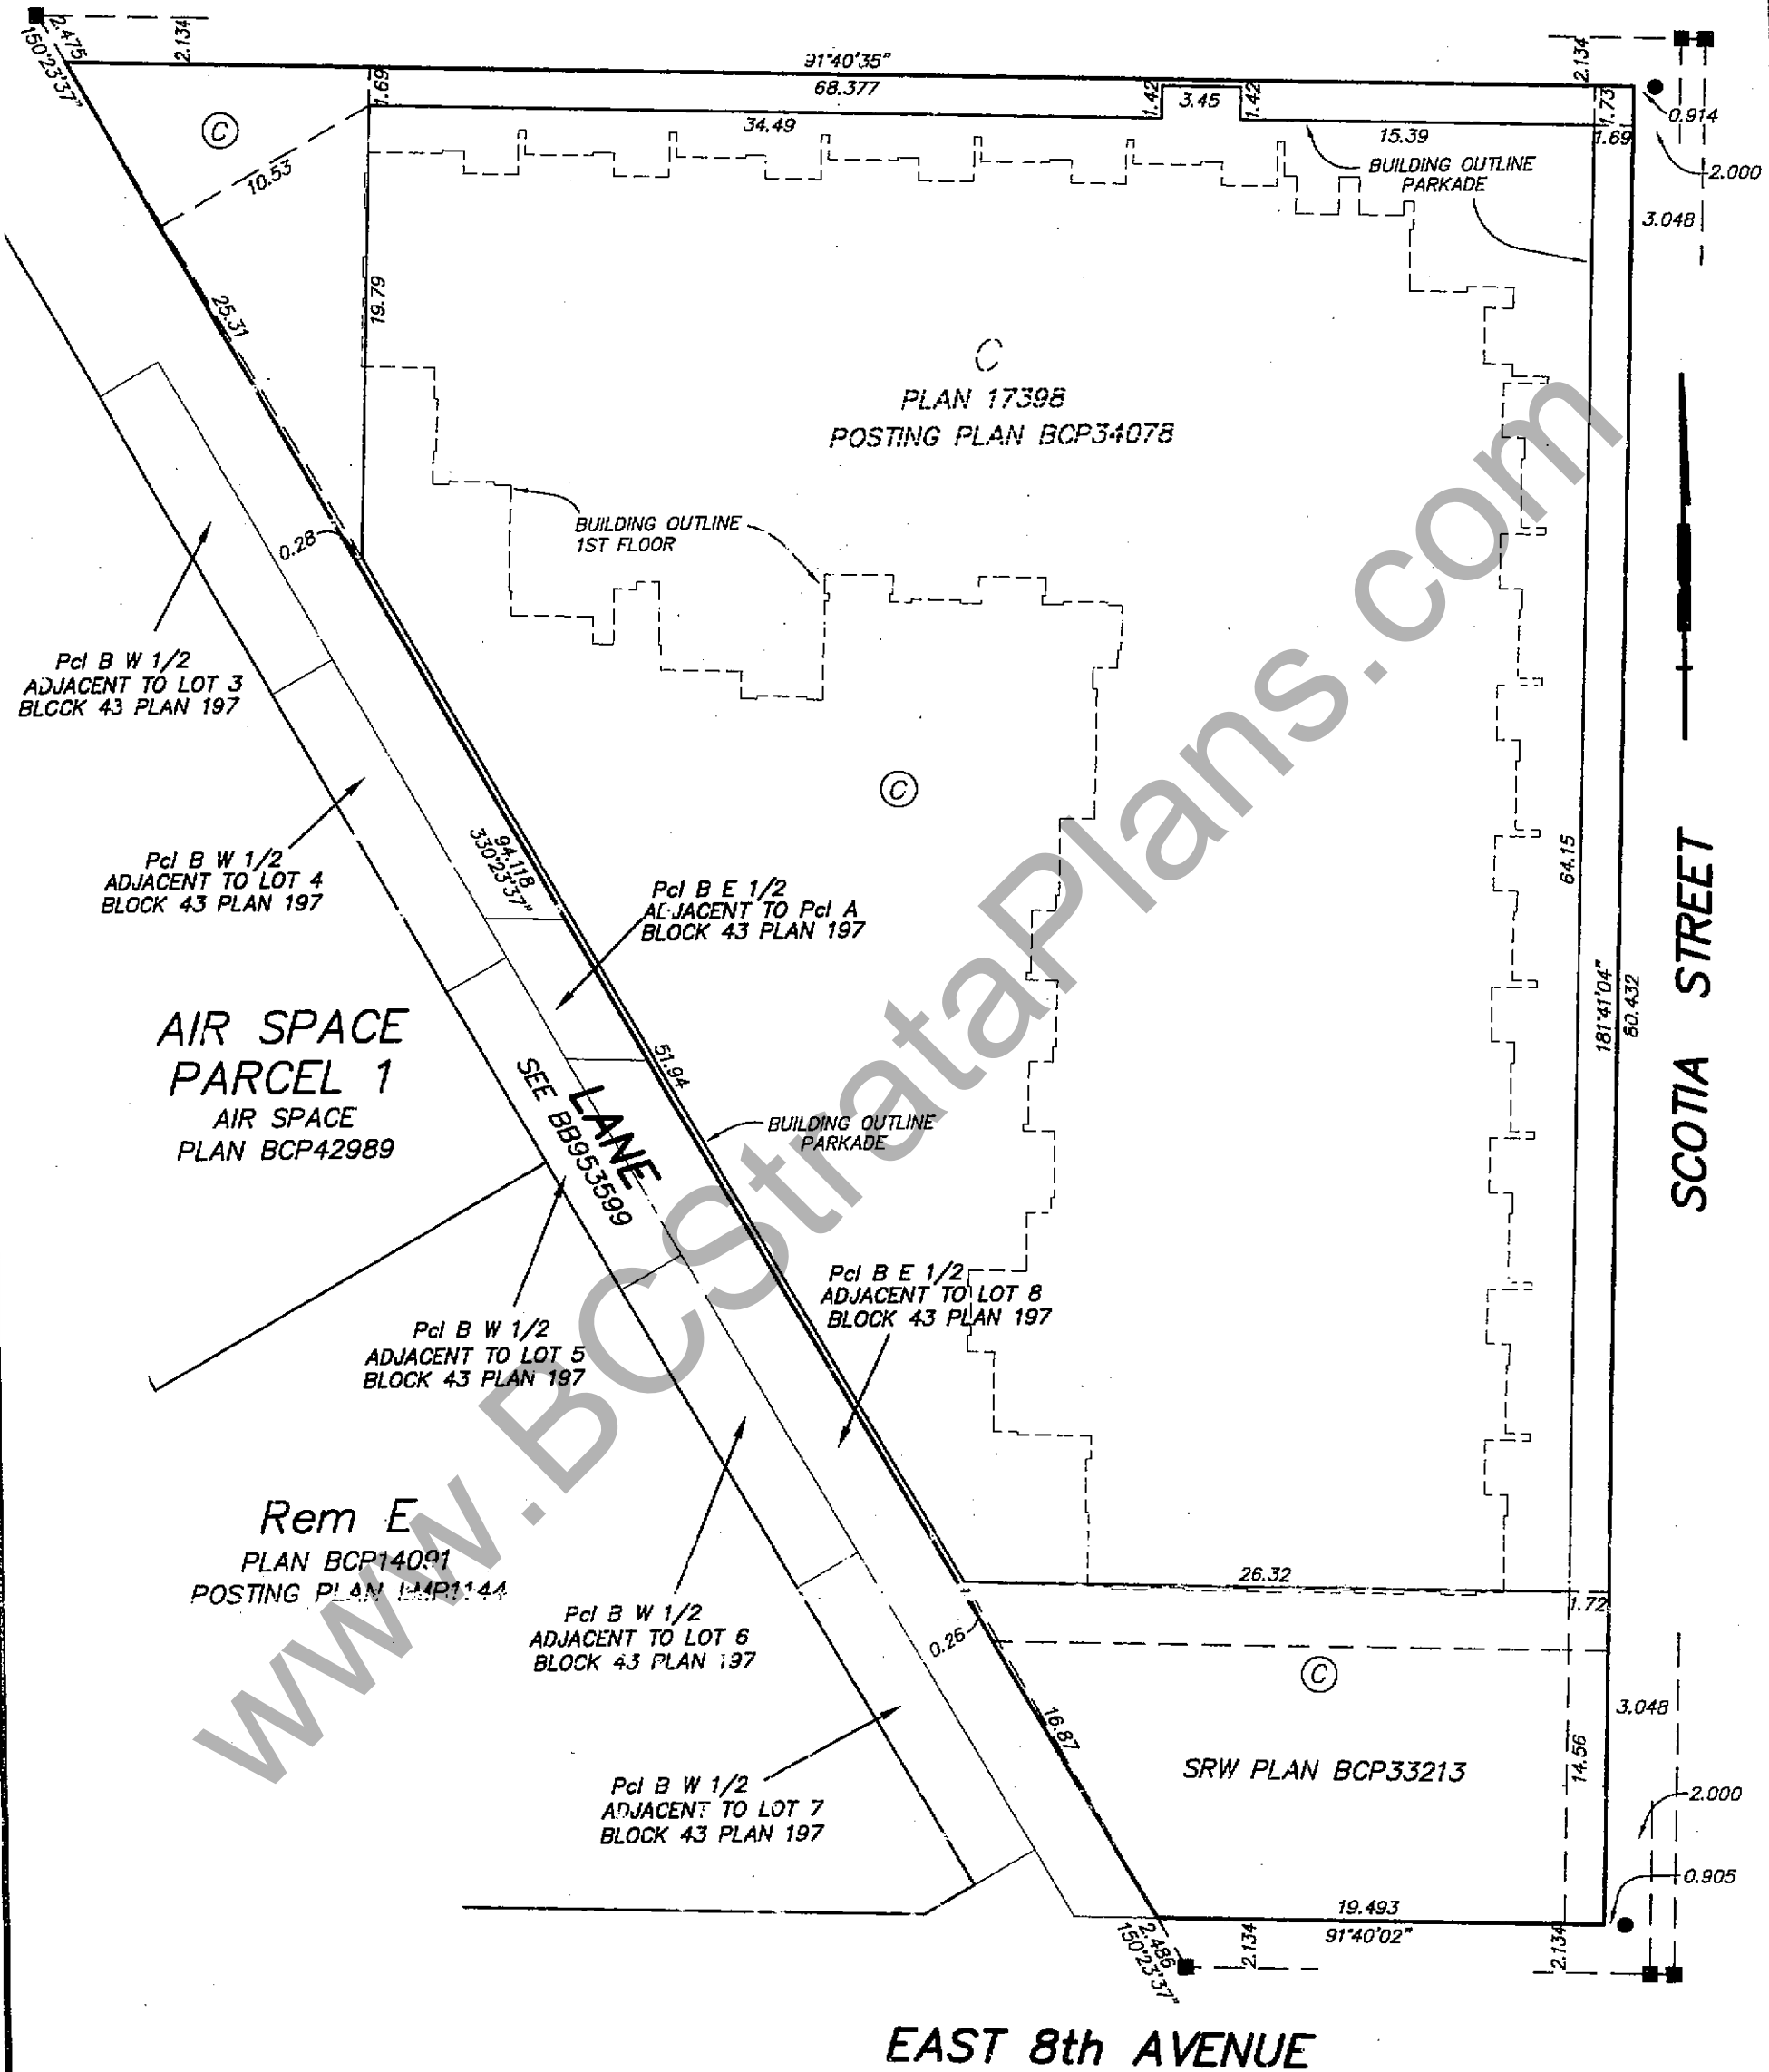 2.475
150°23'37"
2.134
91°40'35"
68.377
2.134
1.69
1.42
3.45
1.42
1.73
0.914
34.49
15.39
1.69
2.000
C
10.53
BUILDING OUTLINE
PARKADE
3.048
25.31
19.79
C
PLAN 17398
POSTING PLAN BCP34078
BUILDING OUTLINE
1ST FLOOR
0.28
Pcl B W 1/2
ADJACENT TO LOT 3
BLOCK 43 PLAN 197
C
94.118
330°23'37"
Pcl B W 1/2
ADJACENT TO LOT 4
BLOCK 43 PLAN 197
Pcl B E 1/2
ADJACENT TO Pcl A
BLOCK 43 PLAN 197
64.15
181°41'04"
80.432
SCOTIA STREET
AIR SPACE
PARCEL 1
AIR SPACE
PLAN BCP42989
51.94
LANE
SEE BB953599
BUILDING OUTLINE
PARKADE
Pcl B E 1/2
ADJACENT TO LOT 8
BLOCK 43 PLAN 197
Pcl B W 1/2
ADJACENT TO LOT 5
BLOCK 43 PLAN 197
Rem E
PLAN BCP14091
POSTING PLAN LMP1144
26.32
1.72
Pcl B W 1/2
ADJACENT TO LOT 6
BLOCK 43 PLAN 197
0.26
C
16.87
3.048
SRW PLAN BCP33213
14.56
Pcl B W 1/2
ADJACENT TO LOT 7
BLOCK 43 PLAN 197
2.000
0.905
19.493
91°40'02"
2.486
150°23'37"
2.134
2.134
EAST 8th AVENUE
www.BCStrataPlans.com